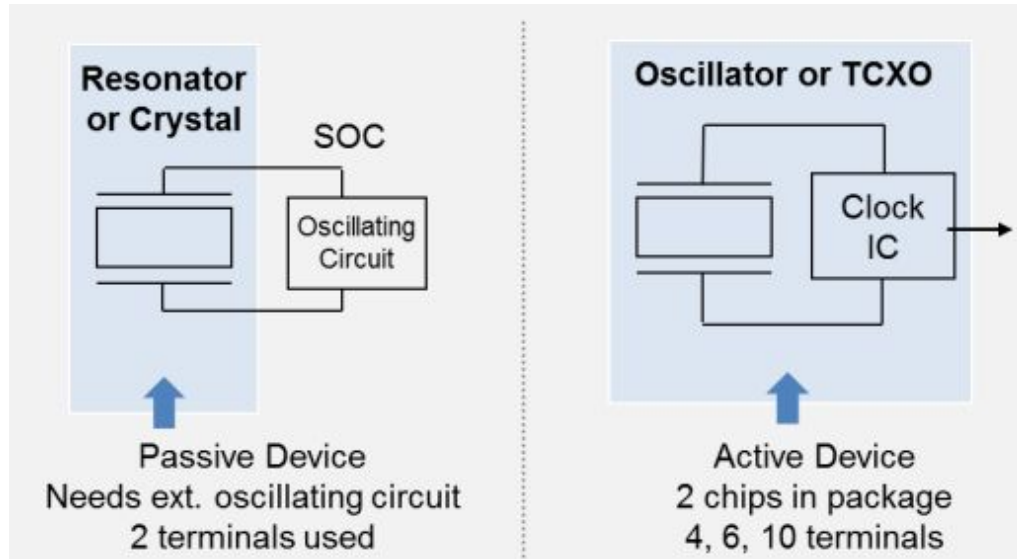 Resonator
or Crystal
SOC
Oscillating
Circuit
Passive Device
Needs ext. oscillating circuit
2 terminals used
Oscillator or TCXO
Clock
IC
Active Device
2 chips in package
4, 6, 10 terminals